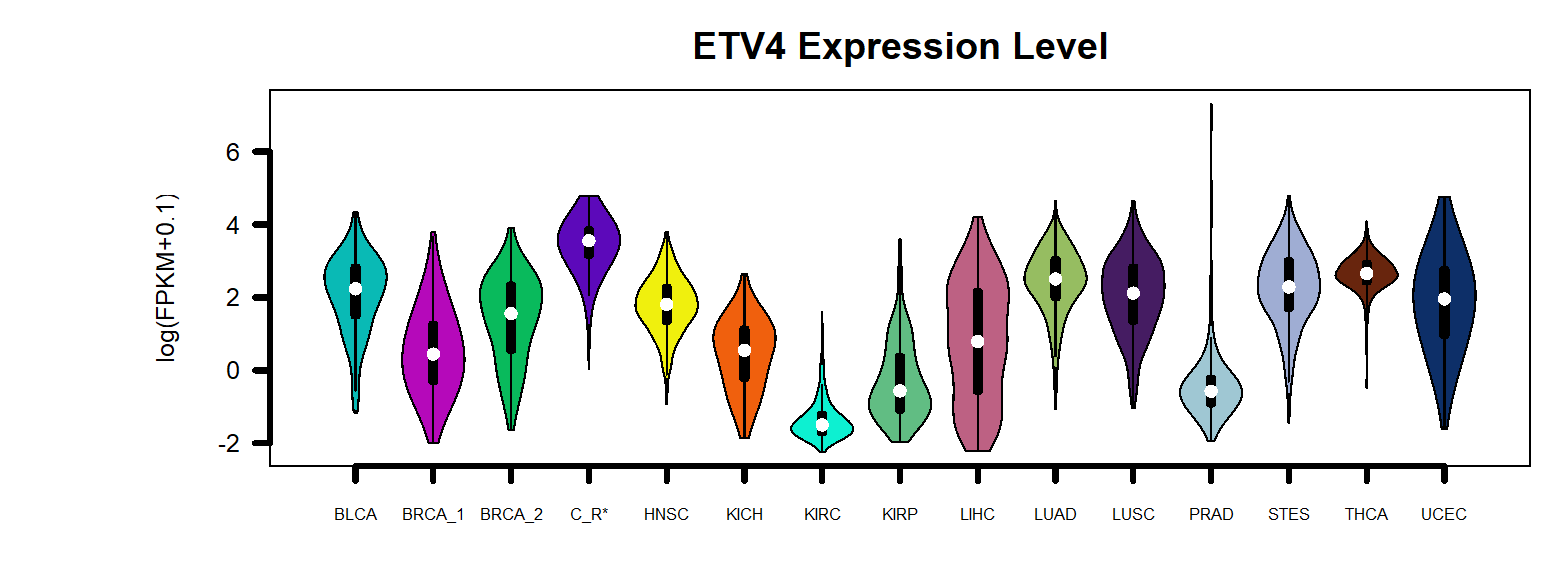 ETV4 Expression Level
log(FPKM+0.1)
6
4
2
0
-2
BLCA BRCA_1 BRCA_2 C_R* HNSC KICH KIRC KIRP LIHC LUAD LUSC PRAD STES THCA UCEC